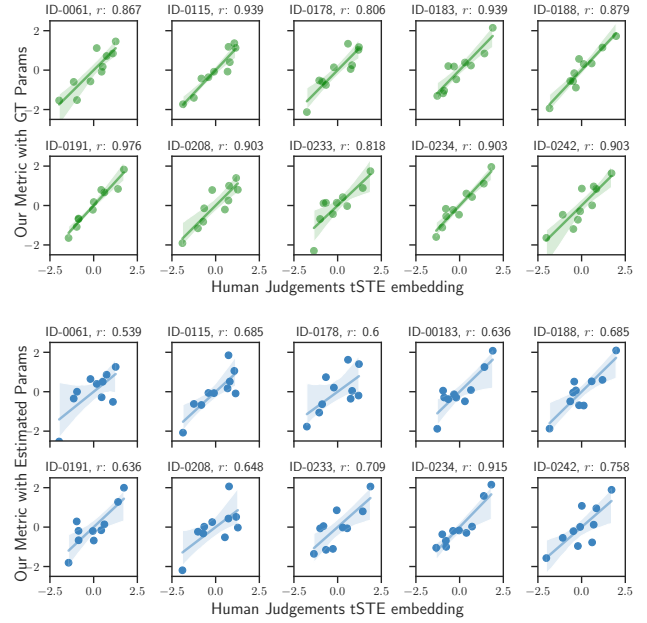 ID-0061, r: 0.867 ID-0115, r: 0.939 ID-0178, r: 0.806 ID-0183, r: 0.939 ID-0188, r: 0.879
2
0
−2
ID-0191, r: 0.976 ID-0208, r: 0.903 ID-0233, r: 0.818 ID-0234, r: 0.903 ID-0242, r: 0.903
2
0
−2
Our Metric with GT Params
−2.5 0.0 2.5 −2.5 0.0 2.5 −2.5 0.0 2.5 −2.5 0.0 2.5 −2.5 0.0 2.5
Human Judgements tSTE embedding
ID-0061, r: 0.539 ID-0115, r: 0.685 ID-0178, r: 0.6 ID-00183, r: 0.636 ID-0188, r: 0.685
2
0
−2
ID-0191, r: 0.636 ID-0208, r: 0.648 ID-0233, r: 0.709 ID-0234, r: 0.915 ID-0242, r: 0.758
2
0
−2
Our Metric with Estimated Params
−2.5 0.0 2.5 −2.5 0.0 2.5 −2.5 0.0 2.5 −2.5 0.0 2.5 −2.5 0.0 2.5
Human Judgements tSTE embedding